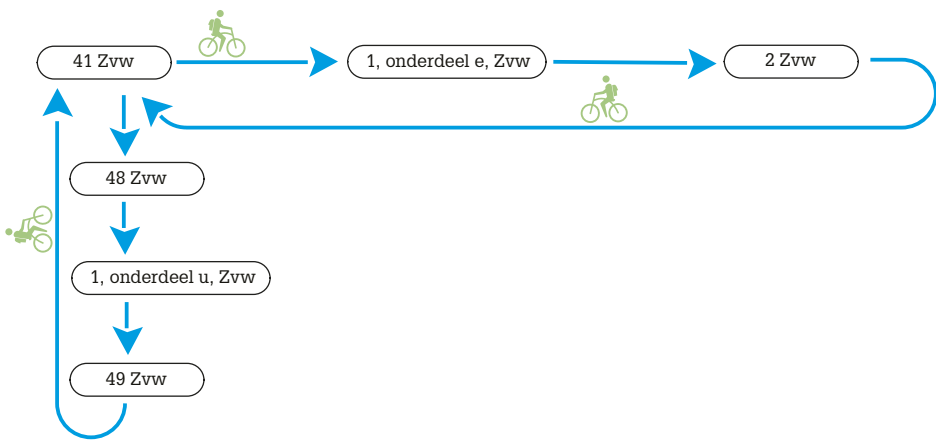 41 Zvw
1, onderdeel e, Zvw
2 Zvw
48 Zvw
1, onderdeel u, Zvw
49 Zvw